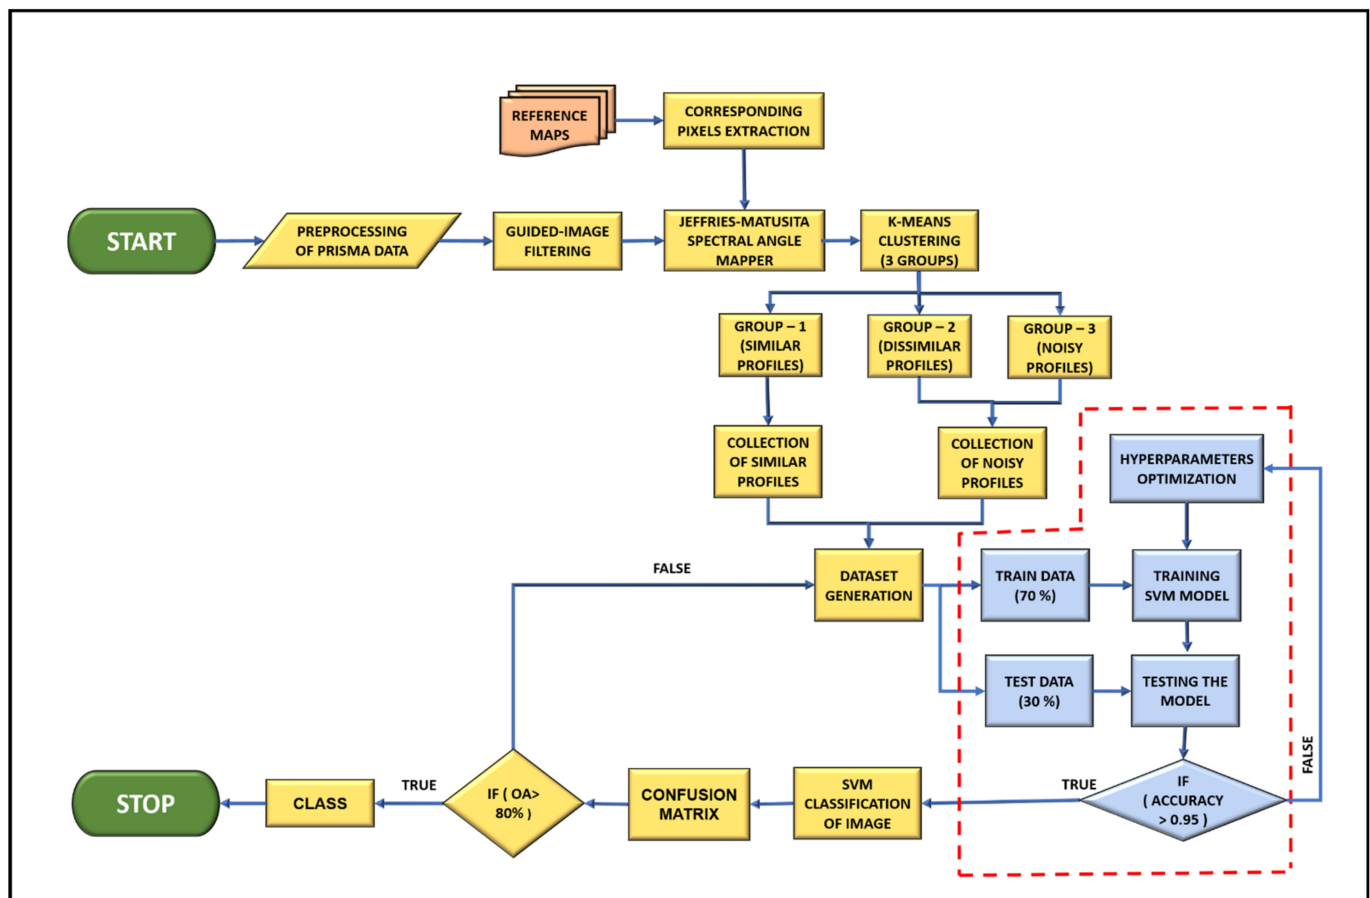 REFERENCE
MAPS
CORRESPONDING
PIXELS EXTRACTION
START
PREPROCESSING
OF PRISMA DATA
GUIDED-IMAGE
FILTERING
JEFFRIES-MATUSITA
SPECTRAL ANGLE
MAPPER
K-MEANS
CLUSTERING
(3 GROUPS)
GROUP – 1
(SIMILAR
PROFILES)
GROUP – 2
(DISSIMILAR
PROFILES)
GROUP – 3
(NOISY
PROFILES)
COLLECTION
OF SIMILAR
PROFILES
COLLECTION
OF NOISY
PROFILES
HYPERPARAMETERS
OPTIMIZATION
FALSE
DATASET
GENERATION
TRAIN DATA
(70 %)
TRAINING
SVM MODEL
TEST DATA
(30 %)
TESTING THE
MODEL
FALSE
STOP
CLASS
TRUE
IF ( OA>
80% )
CONFUSION
MATRIX
SVM
CLASSIFICATION
OF IMAGE
TRUE
IF
( ACCURACY
> 0.95 )